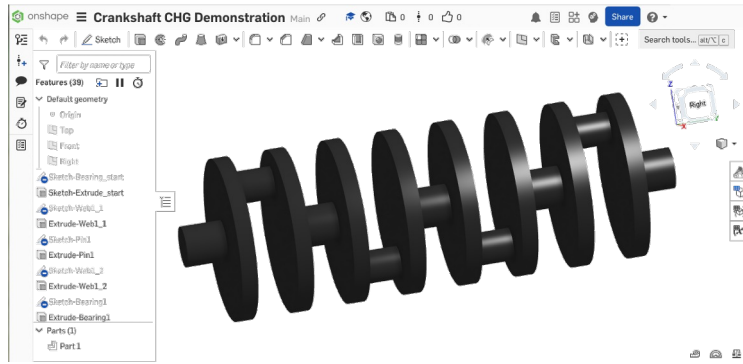 onshape Crankshaft CHG Demonstration Main 0 0 0 Share
Sketch Search tools... alt/⌥ c
Filter by name or type
Features (39)
Default geometry
Origin
Top
Front
Right
Sketch-Bearing_start
Sketch-Extrude_start
Sketch-Web1_1
Extrude-Web1_1
Sketch-Pin1
Extrude-Pin1
Sketch-Web1_2
Extrude-Web1_2
Sketch-Bearing1
Extrude-Bearing1
Parts (1)
Part 1
Z
Right
X